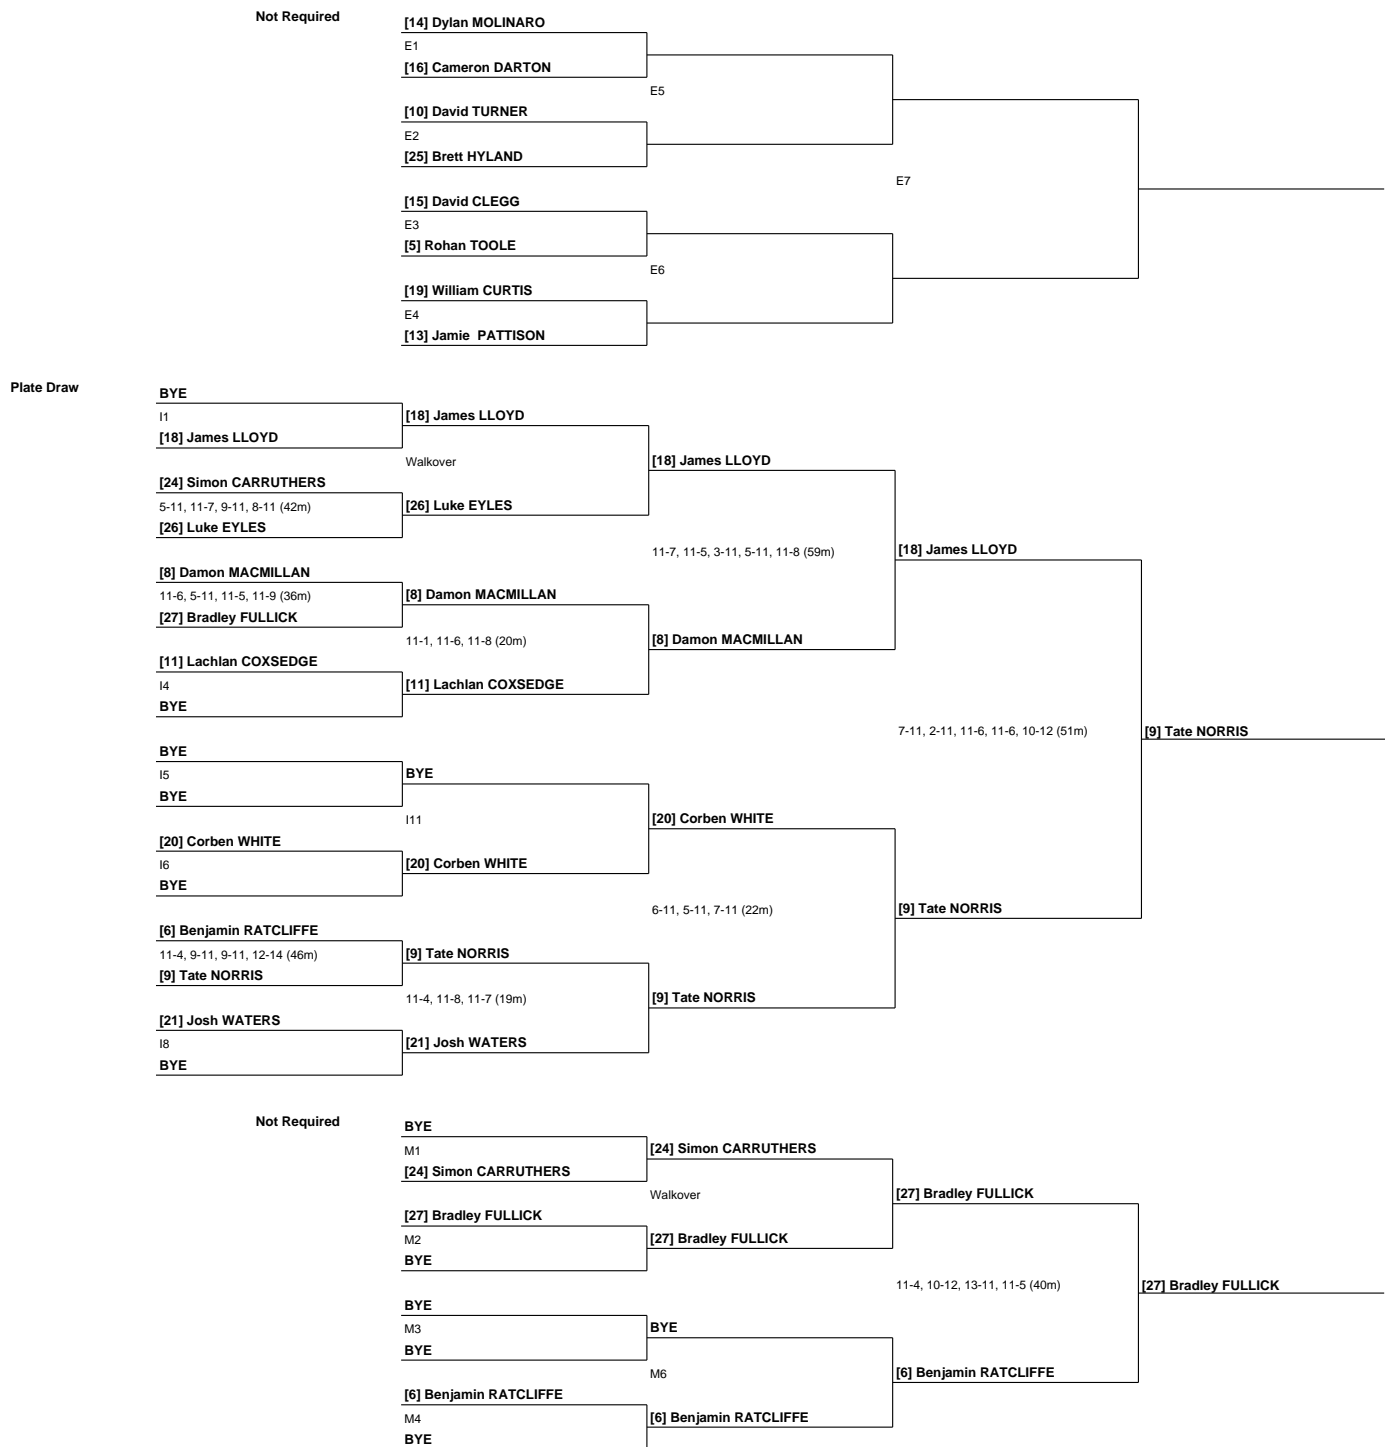 Not Required
[14] Dylan MOLINARO
E1
[16] Cameron DARTON
E5
[10] David TURNER
E2
[25] Brett HYLAND
E7
[15] David CLEGG
E3
[5] Rohan TOOLE
E6
[19] William CURTIS
E4
[13] Jamie  PATTISON
Plate Draw
BYE
I1
[18] James LLOYD
[18] James LLOYD
Walkover
[18] James LLOYD
[24] Simon CARRUTHERS
5-11, 11-7, 9-11, 8-11 (42m)
[26] Luke EYLES
[26] Luke EYLES
11-7, 11-5, 3-11, 5-11, 11-8 (59m)
[18] James LLOYD
[8] Damon MACMILLAN
11-6, 5-11, 11-5, 11-9 (36m)
[8] Damon MACMILLAN
[27] Bradley FULLICK
11-1, 11-6, 11-8 (20m)
[8] Damon MACMILLAN
[11] Lachlan COXSEDGE
I4
[11] Lachlan COXSEDGE
BYE
7-11, 2-11, 11-6, 11-6, 10-12 (51m)
[9] Tate NORRIS
BYE
I5
BYE
BYE
I11
[20] Corben WHITE
[20] Corben WHITE
I6
[20] Corben WHITE
BYE
6-11, 5-11, 7-11 (22m)
[9] Tate NORRIS
[6] Benjamin RATCLIFFE
11-4, 9-11, 9-11, 12-14 (46m)
[9] Tate NORRIS
[9] Tate NORRIS
11-4, 11-8, 11-7 (19m)
[9] Tate NORRIS
[21] Josh WATERS
I8
[21] Josh WATERS
BYE
Not Required
BYE
M1
[24] Simon CARRUTHERS
[24] Simon CARRUTHERS
Walkover
[27] Bradley FULLICK
[27] Bradley FULLICK
M2
[27] Bradley FULLICK
BYE
11-4, 10-12, 13-11, 11-5 (40m)
[27] Bradley FULLICK
BYE
M3
BYE
BYE
M6
[6] Benjamin RATCLIFFE
[6] Benjamin RATCLIFFE
M4
[6] Benjamin RATCLIFFE
BYE